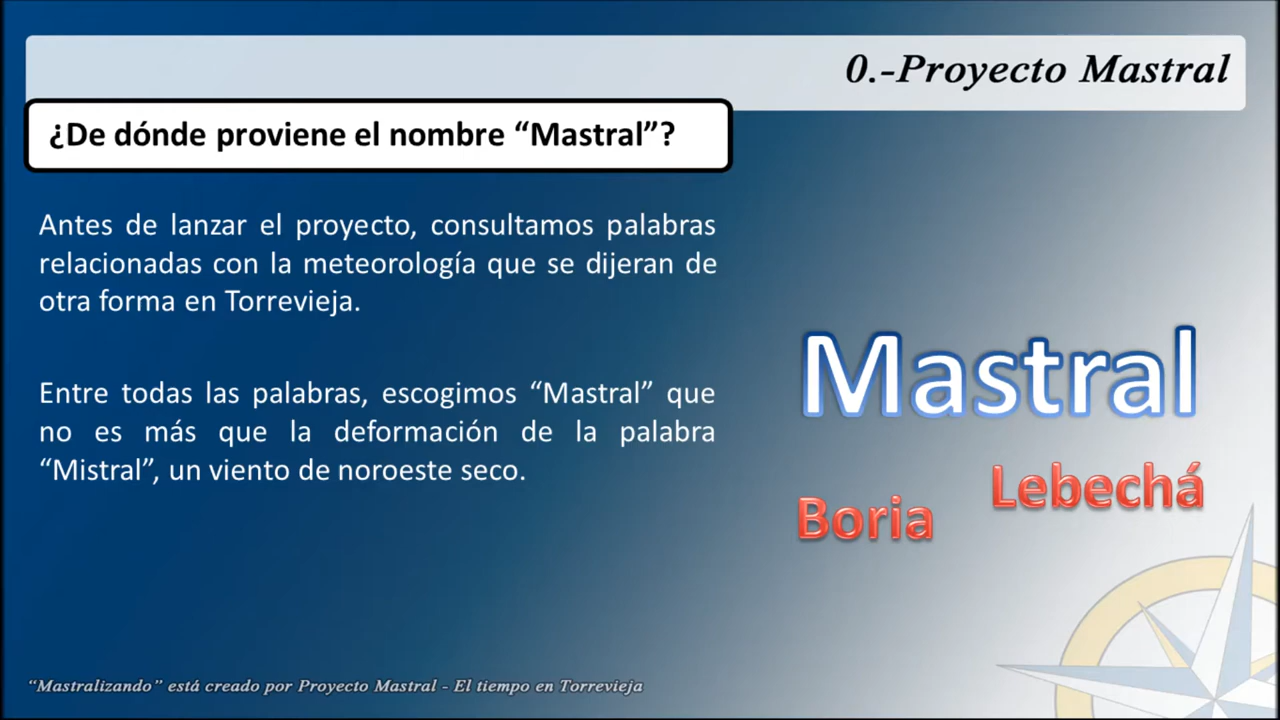 0.-Proyecto Mastral
¿De dónde proviene el nombre “Mastral”?
Antes de lanzar el proyecto, consultamos palabras
relacionadas con la meteorología que se dijeran de
otra forma en Torrevieja.
Entre todas las palabras, escogimos “Mastral” que
no es más que la deformación de la palabra
“Mistral”, un viento de noroeste seco.
Mastral
Lebechá
Boria
“Mastralizando” está creado por Proyecto Mastral - El tiempo en Torrevieja